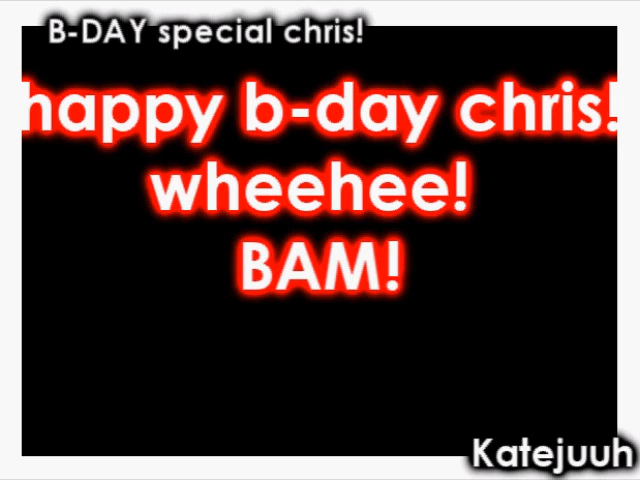 B-DAY special chris!
happy b-day chris!
wheehee!
BAM!
Katejuuh